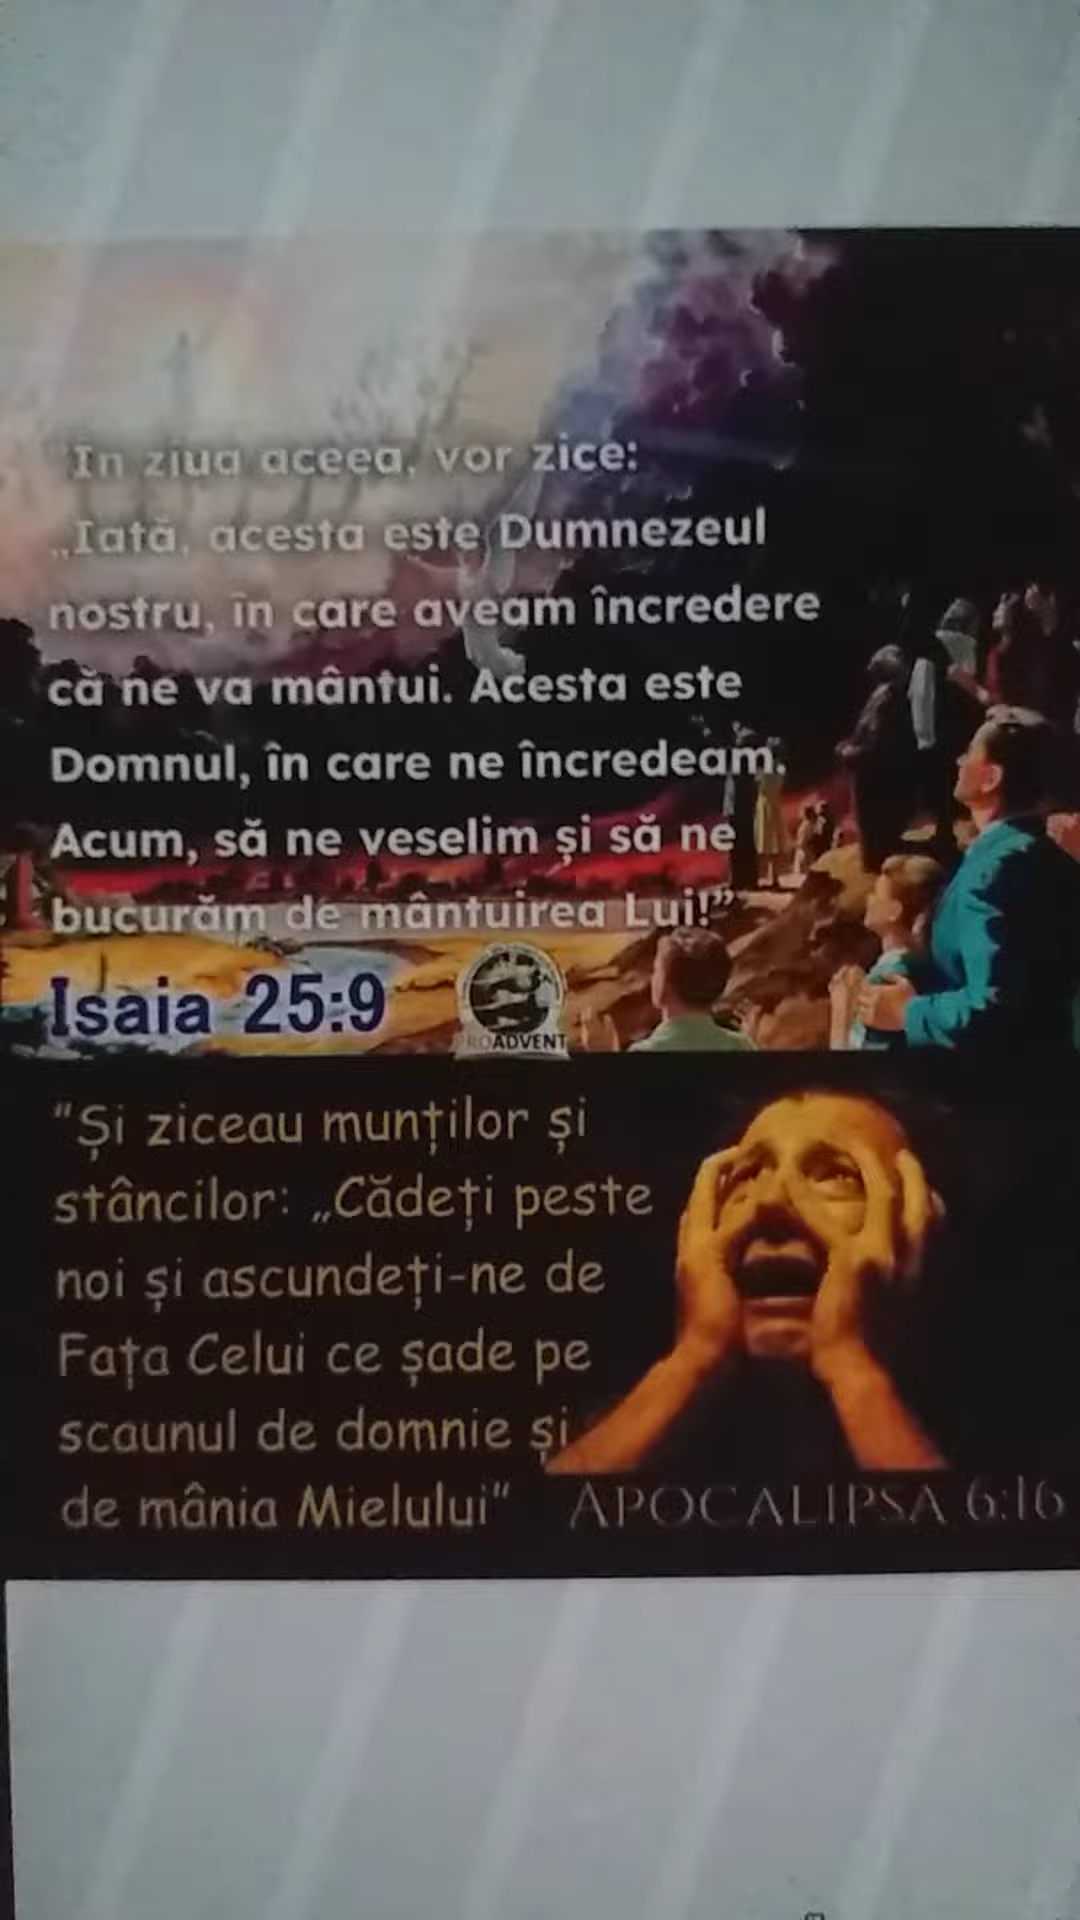 "În ziua aceea, vor zice:
„Iată, acesta este Dumnezeul
nostru, în care aveam încredere
că ne va mântui. Acesta este
Domnul, în care ne încredeam.
Acum, să ne veselim și să ne
bucurăm de mântuirea Lui!”
Isaia 25:9
PROADVENT
"Și ziceau munților și
stâncilor: „Cădeți peste
noi și ascundeți-ne de
Fața Celui ce șade pe
scaunul de domnie și
de mânia Mielului"
APOCALIPSA 6:16